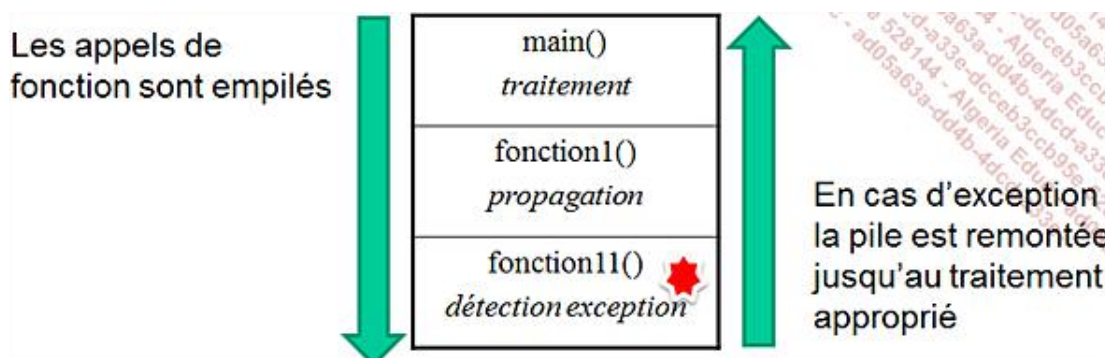 Les appels de
fonction sont empilés
main()
traitement
fonction1()
propagation
fonction11()
détection exception
En cas d'exception
la pile est remontée
jusqu'au traitement
approprié